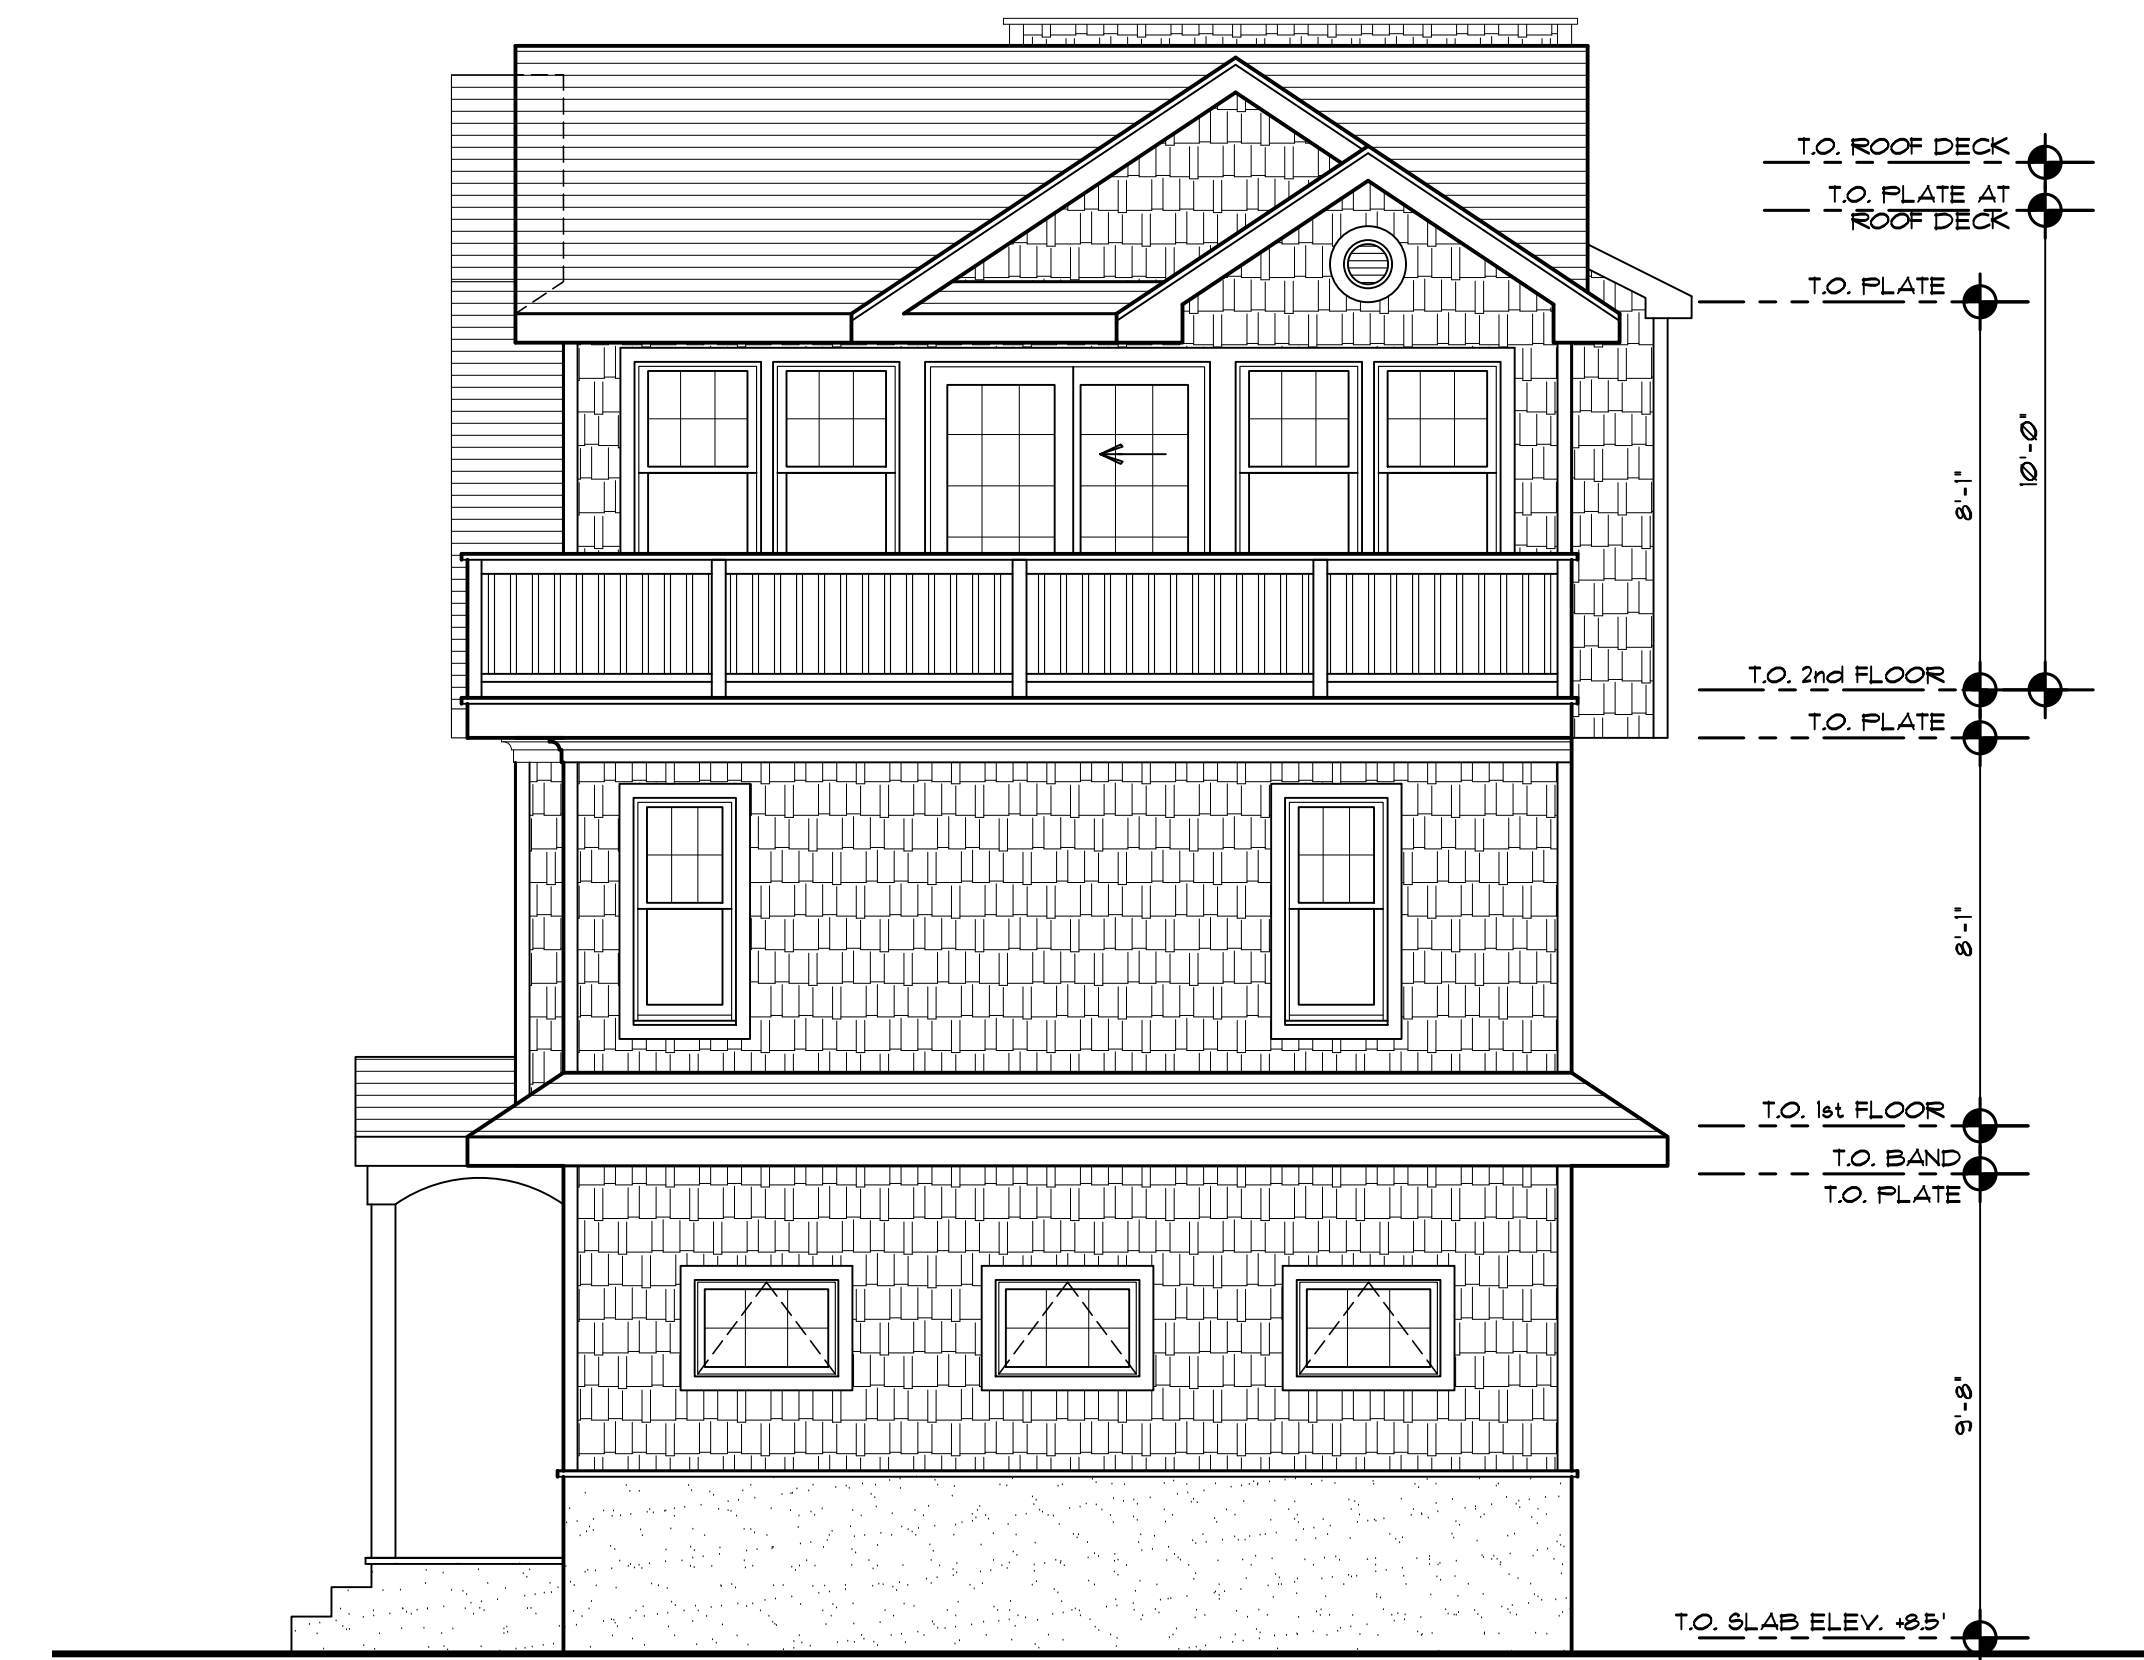 T.O. ROOF DECK
T.O. PLATE AT
ROOF DECK
T.O. PLATE
10'-0"
8'-1"
T.O. 2nd FLOOR
T.O. PLATE
8'-1"
T.O. 1st FLOOR
T.O. BAND
T.O. PLATE
9'-8"
T.O. SLAB ELEV. +8.5'